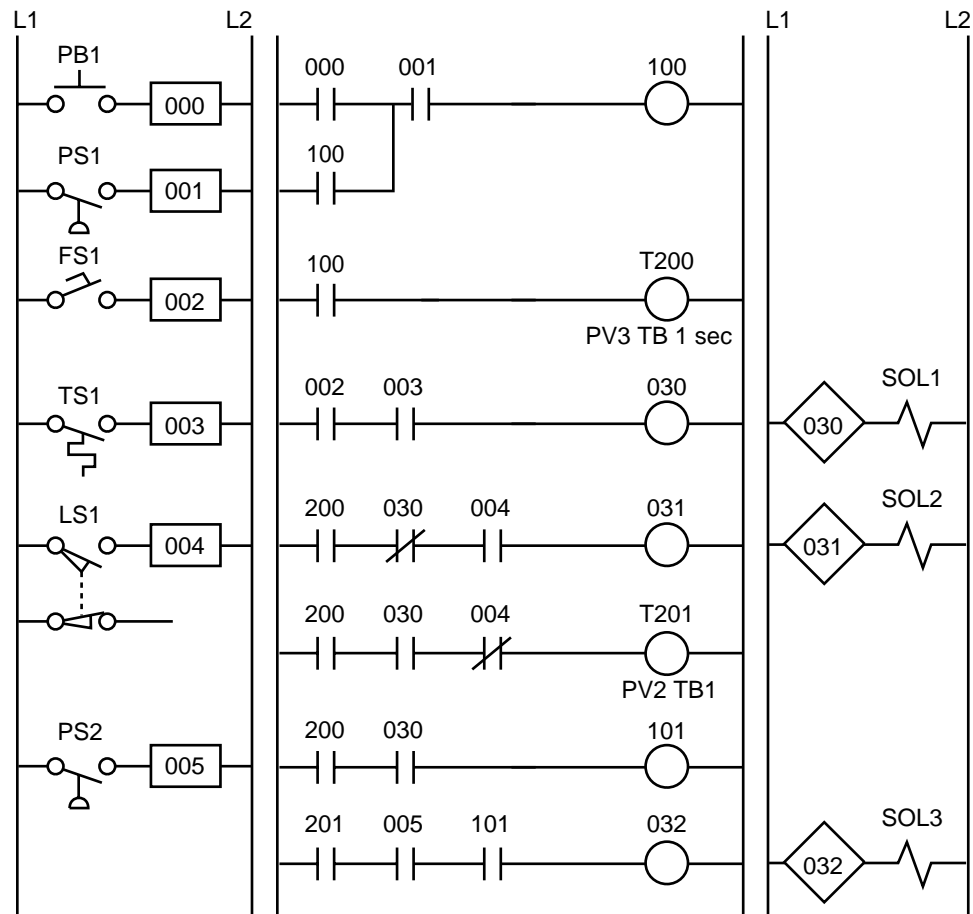 L1 L2 L1 L2
PB1 000 001 100
000
PS1 100
001
FS1 100 T200
002
PV3 TB 1 sec
TS1 002 003 030 SOL1
003 030
LS1 200 030 004 031 SOL2
004 031
200 030 004 T201
PV2 TB1
PS2 200 030 101
005
201 005 101 032 SOL3
032